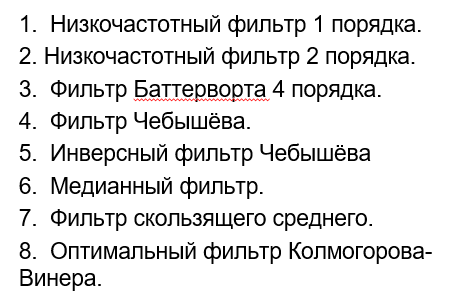 1. Низкочастотный фильтр 1 порядка.
2. Низкочастотный фильтр 2 порядка.
3. Фильтр Баттерворта 4 порядка.
4. Фильтр Чебышёва.
5. Инверсный фильтр Чебышёва
6. Медианный фильтр.
7. Фильтр скользящего среднего.
8. Оптимальный фильтр Колмогорова-
Винера.